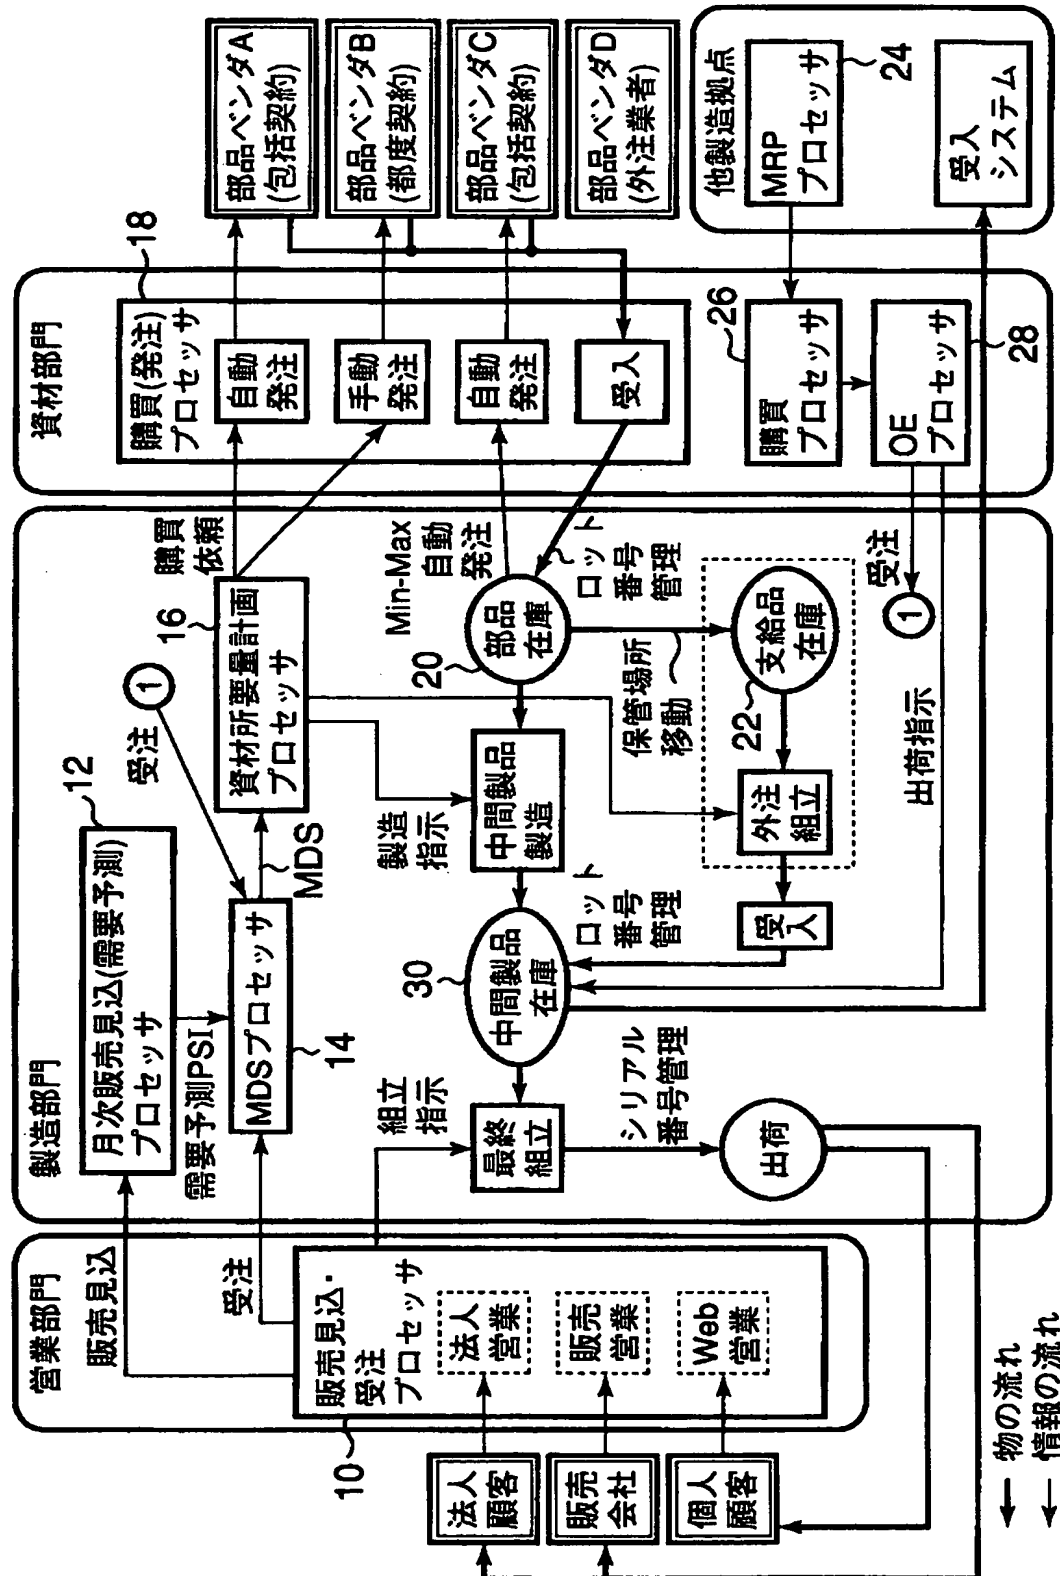 営業部門
販売見込
受注
10
販売見込・
受注
プロセッサ
法人
営業
販売
営業
Web
営業
法人
顧客
販売
会社
個人
顧客
物の流れ
情報の流れ
製造部門
12
月次販売見込(需要予測)
プロセッサ
需要予測PSI
MDSプロセッサ
14
受注
1
MDS
16
資材所要量計画
プロセッサ
購買
依頼
組立
指示
最終
組立
シリアル
番号管理
出荷
30
中間製品
在庫
製造
指示
中間製品
製造
ロット
番号
管理
受
入
20
部品
在庫
Min-Max
自動
発注
ロット
番号
管理
保管場所
移動
22
支給品
在庫
外注
組立
出荷指示
受注
1
資材部門
18
購買(発注)
プロセッサ
自動
発注
手動
発注
自動
発注
受入
26
購買
プロセッサ
OE
プロセッサ
28
部品ベンダA
(包括契約)
部品ベンダB
(都度契約)
部品ベンダC
(包括契約)
部品ベンダD
(外注業者)
他製造拠点
MRP
プロセッサ
24
受入
システム